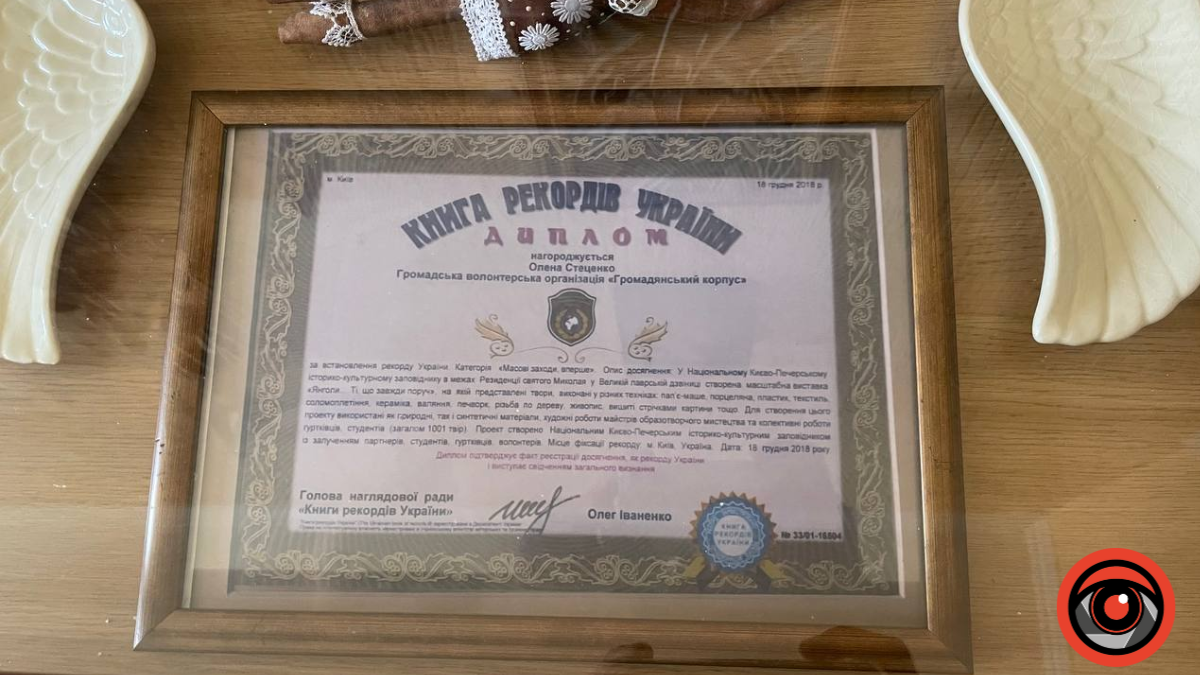 м. Київ
18 грудня 2018 р.
КНИГА РЕКОРДІВ УКРАЇНИ
ДИПЛОМ
нагороджується
Олена Стеценко
Громадська волонтерська організація «Громадянський корпус»
за встановлення рекорду України. Категорія «Масові заходи, вперше». Опис досягнення: У Національному Києво-Печерському
історико-культурному заповіднику в межах Резиденції святого Миколая у Великій лаврській дзвіниці створена масштабна виставка
«Янголи... Ті, що завжди поруч», на якій представлені твори, виконані у різних техніках: пап'є-маше, порцеляна, пластик, текстиль,
соломоплетіння, кераміка, валяння, печворк, різьба по дереву, живопис, вишиті стрічками картини тощо. Для створення цього
проекту використані як природні, так і синтетичні матеріали, художні роботи майстрів образотворчого мистецтва та колективні роботи
гуртківців, студентів (загалом 1001 твір). Проект створено Національним Києво-Печерським історико-культурним заповідником
із залученням партнерів, студентів, гуртківців, волонтерів. Місце фіксації рекорду: м. Київ, Україна. Дата: 18 грудня 2018 року
Диплом підтверджує факт реєстрації досягнення, як рекорду України
і виступає свідченням загального визнання
Голова наглядової ради
«Книги рекордів України»
Олег Іваненко
КНИГА
РЕКОРДІВ
УКРАЇНИ
№ 33/01-16504